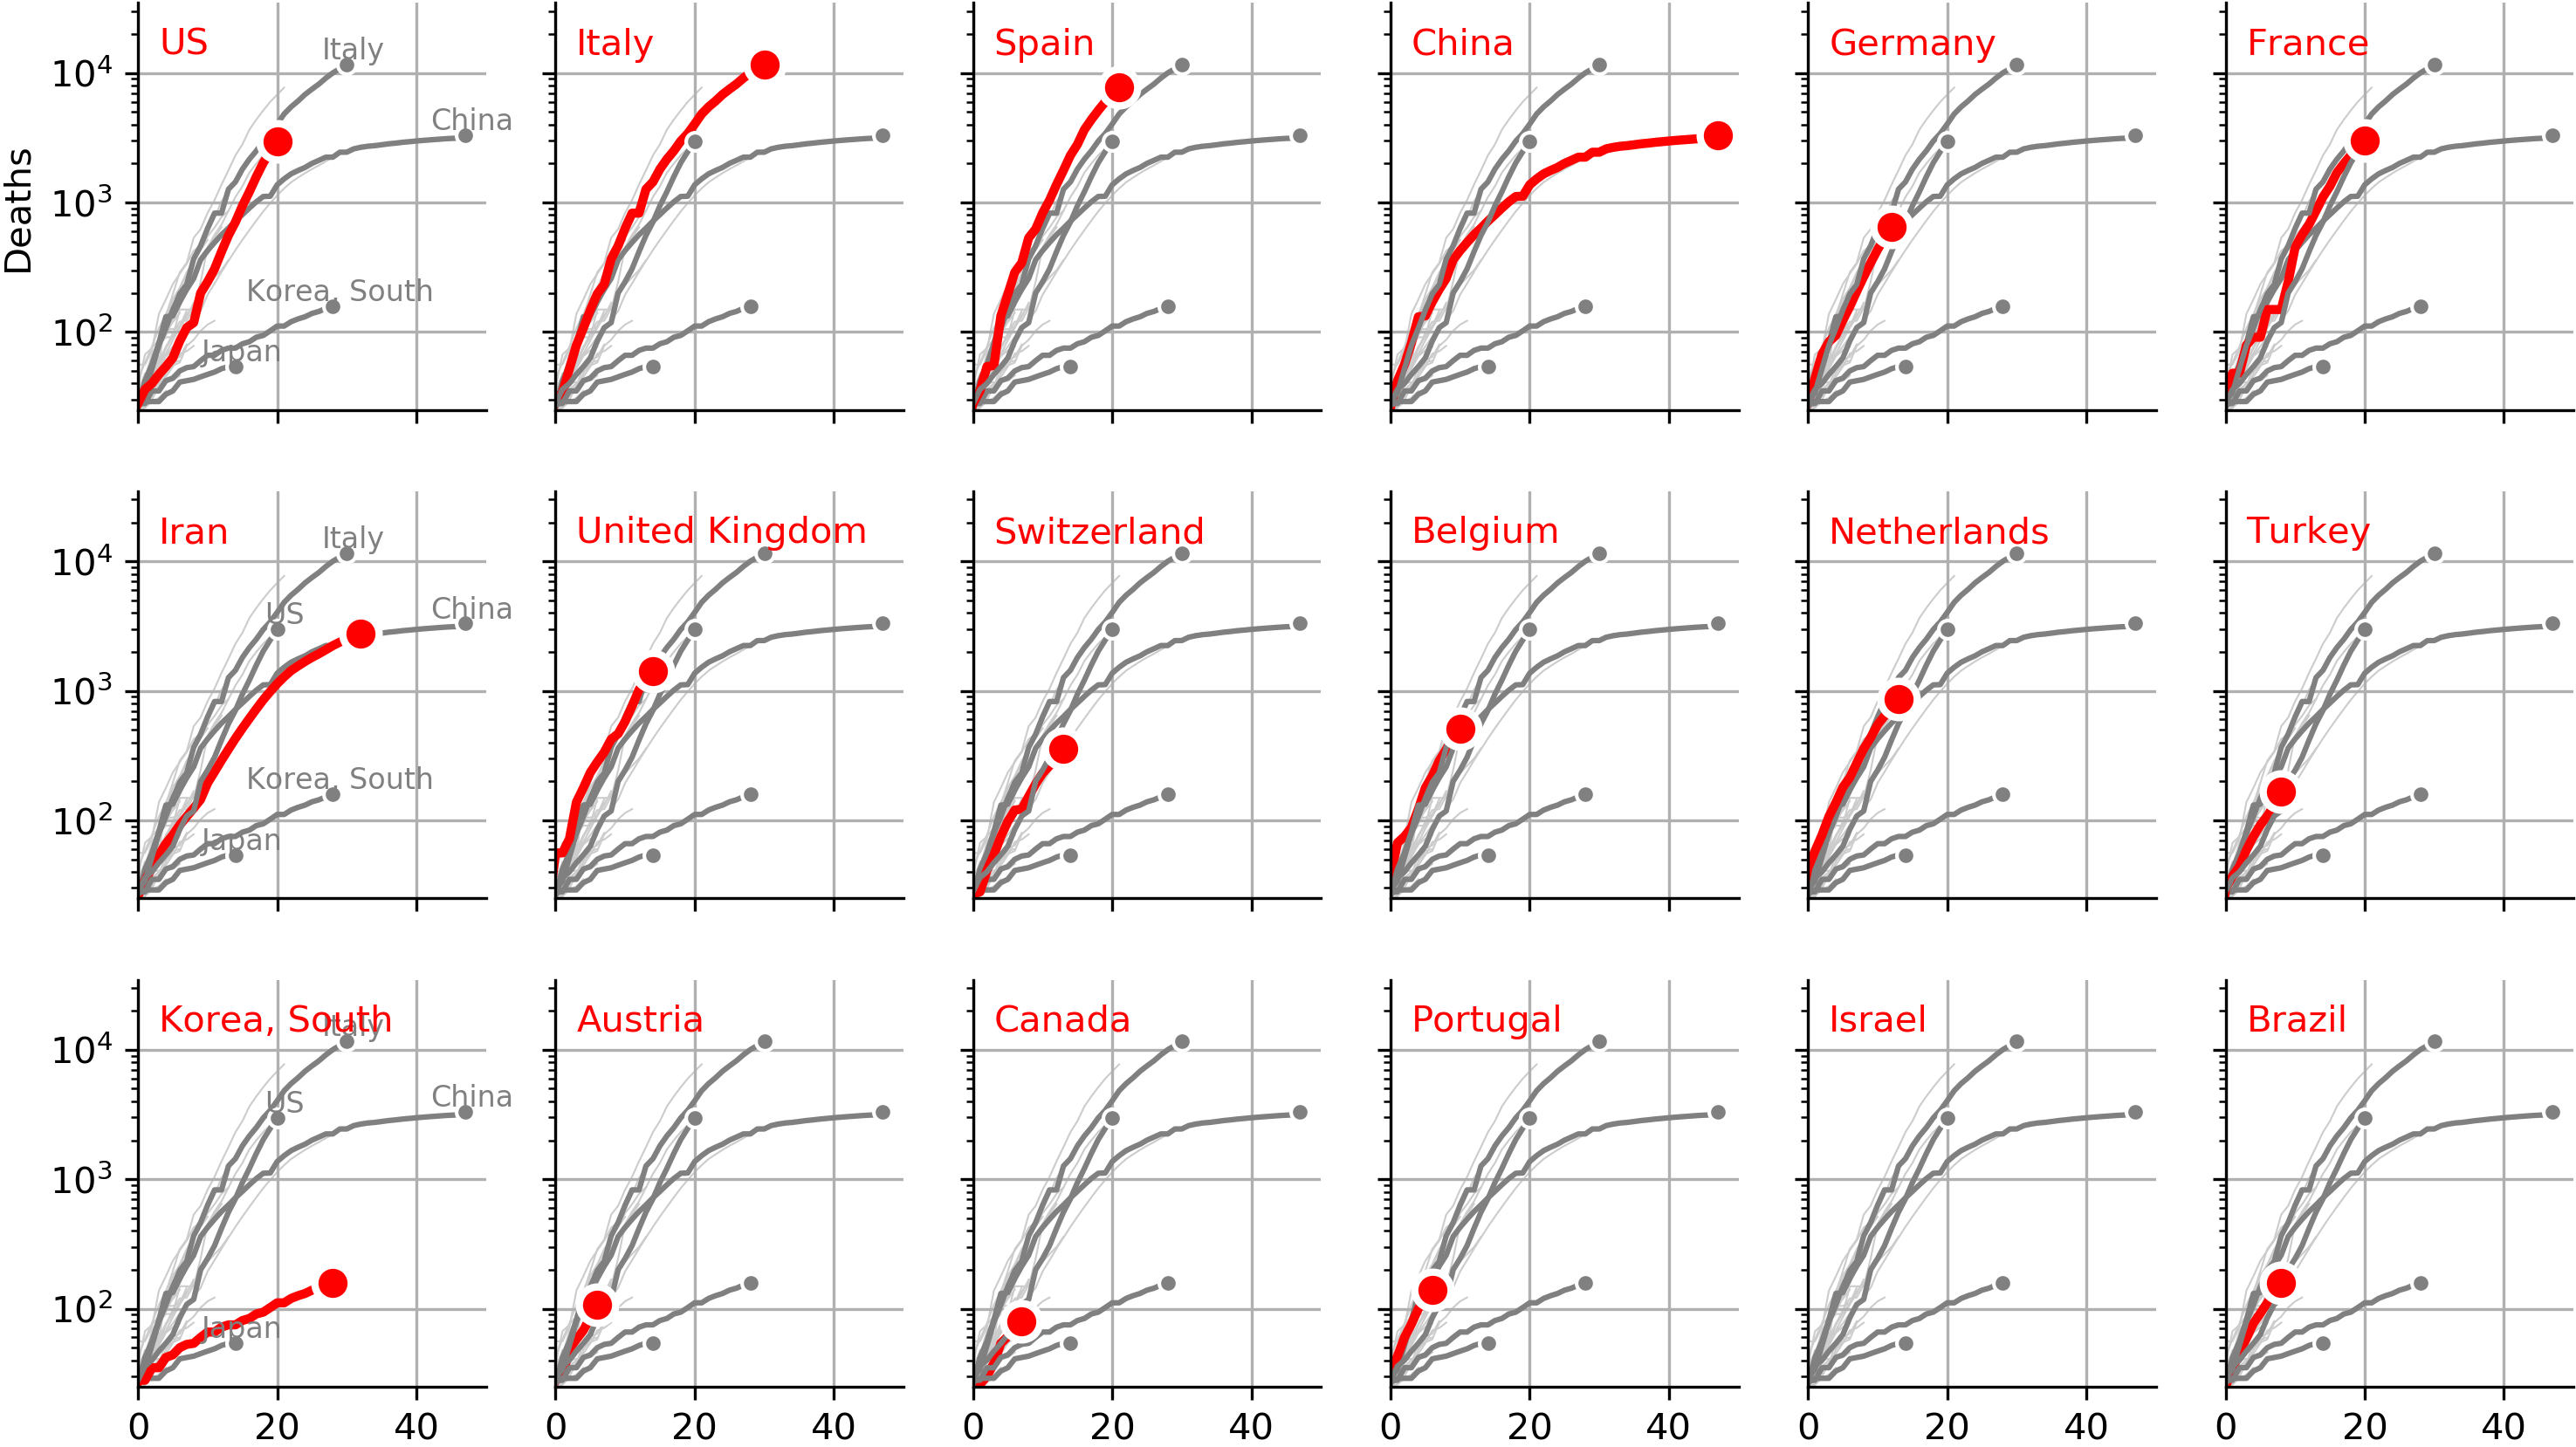 Deaths
US
Italy
China
Korea, South
Japan
10⁴
10³
10²
Italy
Spain
China
Germany
France
Iran
Italy
US
China
Korea, South
Japan
10⁴
10³
10²
United Kingdom
Switzerland
Belgium
Netherlands
Turkey
Korea, South
Italy
US
China
Japan
10⁴
10³
10²
Austria
Canada
Portugal
Israel
Brazil
0 20 40
0 20 40
0 20 40
0 20 40
0 20 40
0 20 40